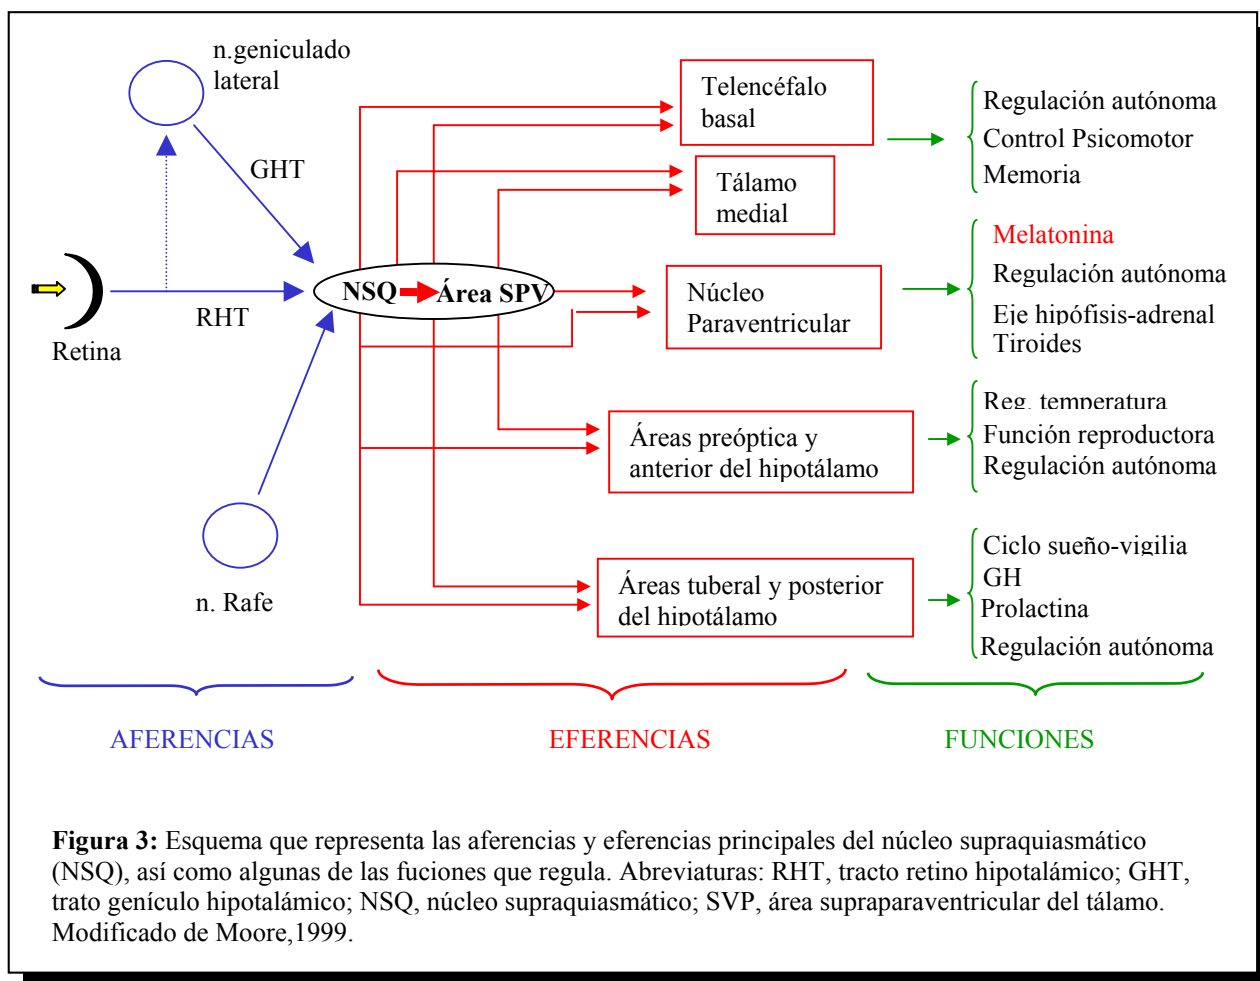 n.geniculado
lateral
GHT
RHT
Retina
n. Rafe
NSQ
Área SPV
Telencéfalo
basal
Tálamo
medial
Núcleo
Paraventricular
Áreas preóptica y
anterior del hipotálamo
Áreas tuberal y posterior
del hipotálamo
Regulación autónoma
Control Psicomotor
Memoria
Melatonina
Regulación autónoma
Eje hipófisis-adrenal
Tiroides
Reg. temperatura
Función reproductora
Regulación autónoma
Ciclo sueño-vigilia
GH
Prolactina
Regulación autónoma
AFERENCIAS
EFERENCIAS
FUNCIONES
Figura 3: Esquema que representa las aferencias y eferencias principales del núcleo supraquiasmático
(NSQ), así como algunas de las fuciones que regula. Abreviaturas: RHT, tracto retino hipotalámico; GHT,
trato genículo hipotalámico; NSQ, núcleo supraquiasmático; SVP, área supraparaventricular del tálamo.
Modificado de Moore,1999.